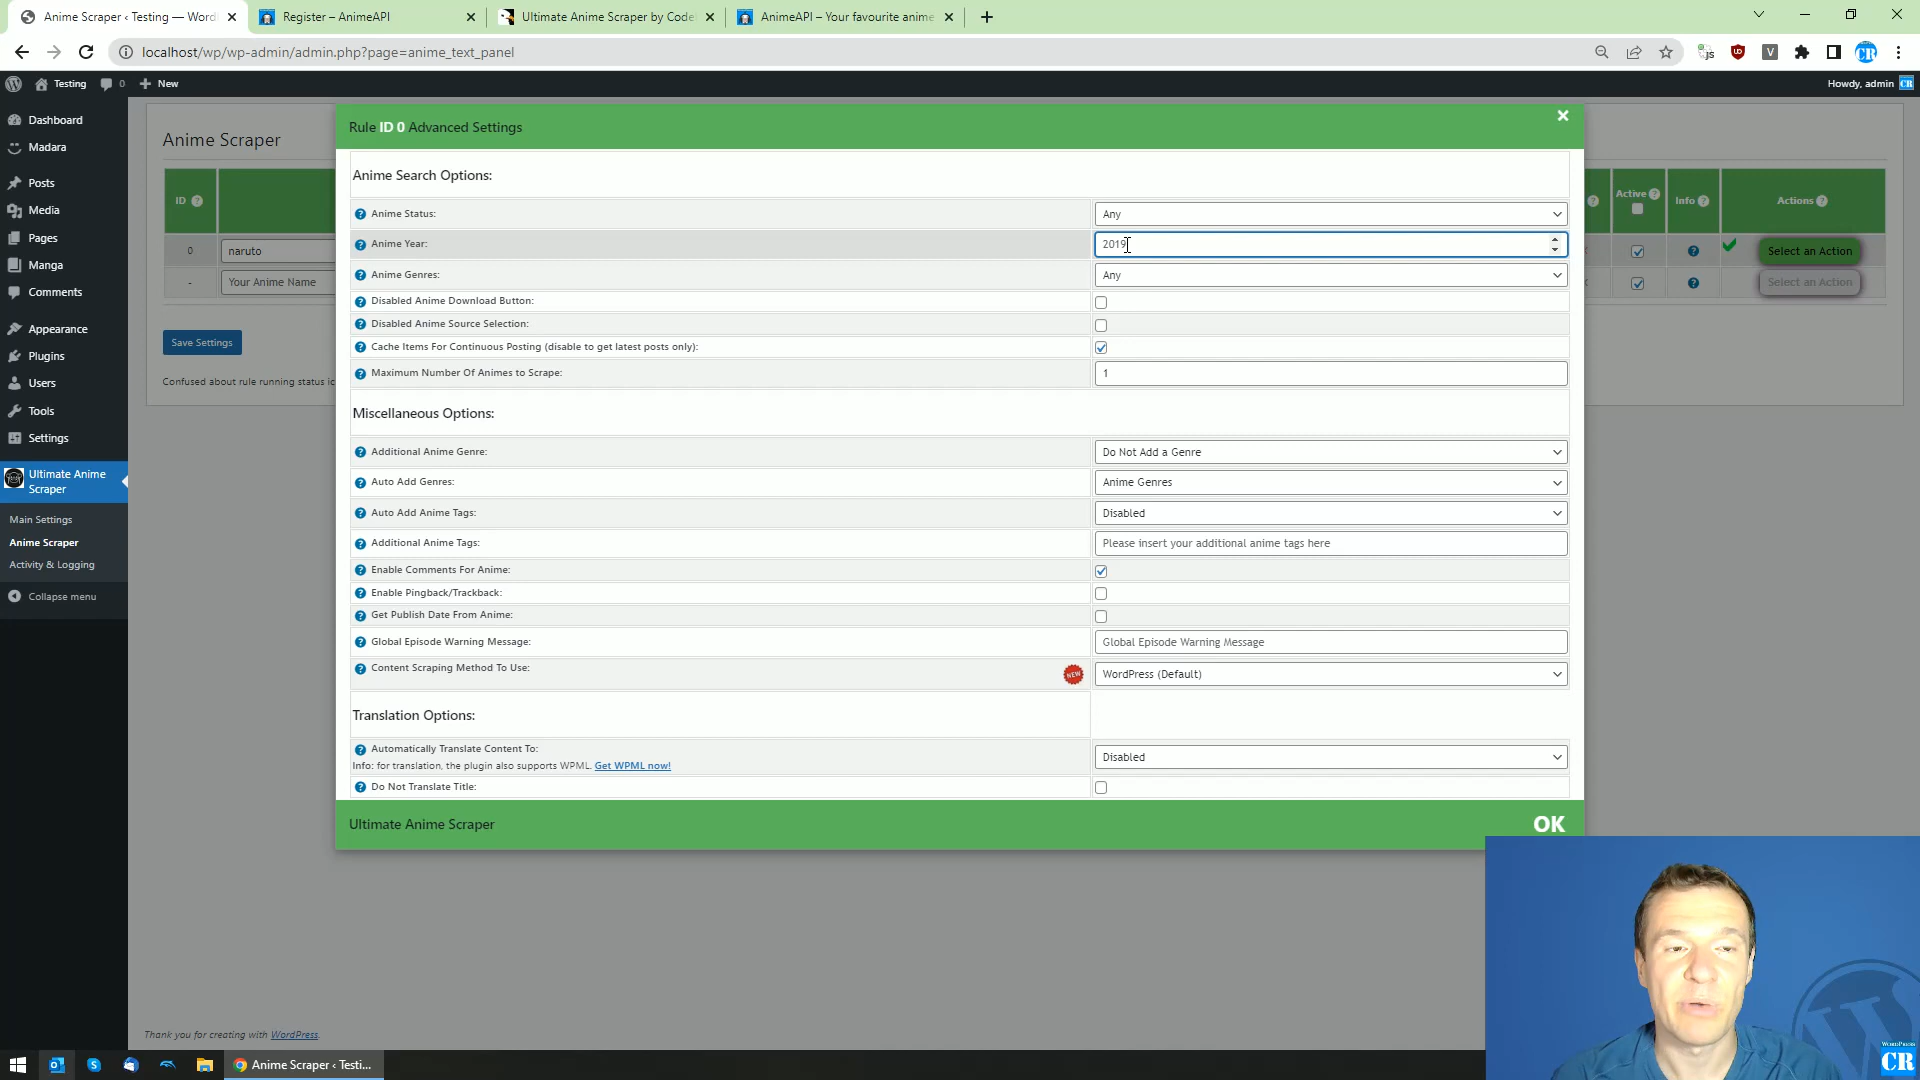 Anime Scraper ‹ Testing — Word
Register – AnimeAPI
Ultimate Anime Scraper by Code
AnimeAPI – Your favourite anime
localhost/wp/wp-admin/admin.php?page=anime_text_panel
Testing
0
New
Howdy, admin
Dashboard
Madara
Posts
Media
Pages
Manga
Comments
Appearance
Plugins
Users
Tools
Settings
Ultimate Anime
Scraper
Main Settings
Anime Scraper
Activity & Logging
Collapse menu
Anime Scraper
ID
Active
Info
Actions
0
naruto
Select an Action
-
Your Anime Name
Select an Action
Save Settings
Confused about rule running status ic
Rule ID 0 Advanced Settings
Anime Search Options:
Anime Status:
Any
Anime Year:
2019
Anime Genres:
Any
Disabled Anime Download Button:
Disabled Anime Source Selection:
Cache Items For Continuous Posting (disable to get latest posts only):
Maximum Number Of Animes to Scrape:
1
Miscellaneous Options:
Additional Anime Genre:
Do Not Add a Genre
Auto Add Genres:
Anime Genres
Auto Add Anime Tags:
Disabled
Additional Anime Tags:
Please insert your additional anime tags here
Enable Comments For Anime:
Enable Pingback/Trackback:
Get Publish Date From Anime:
Global Episode Warning Message:
Global Episode Warning Message
Content Scraping Method To Use:
NEW
WordPress (Default)
Translation Options:
Automatically Translate Content To:
Info: for translation, the plugin also supports WPML. Get WPML now!
Disabled
Do Not Translate Title:
Ultimate Anime Scraper
OK
Thank you for creating with WordPress.
Anime Scraper ‹ Testi...
WORDPRESS
CR